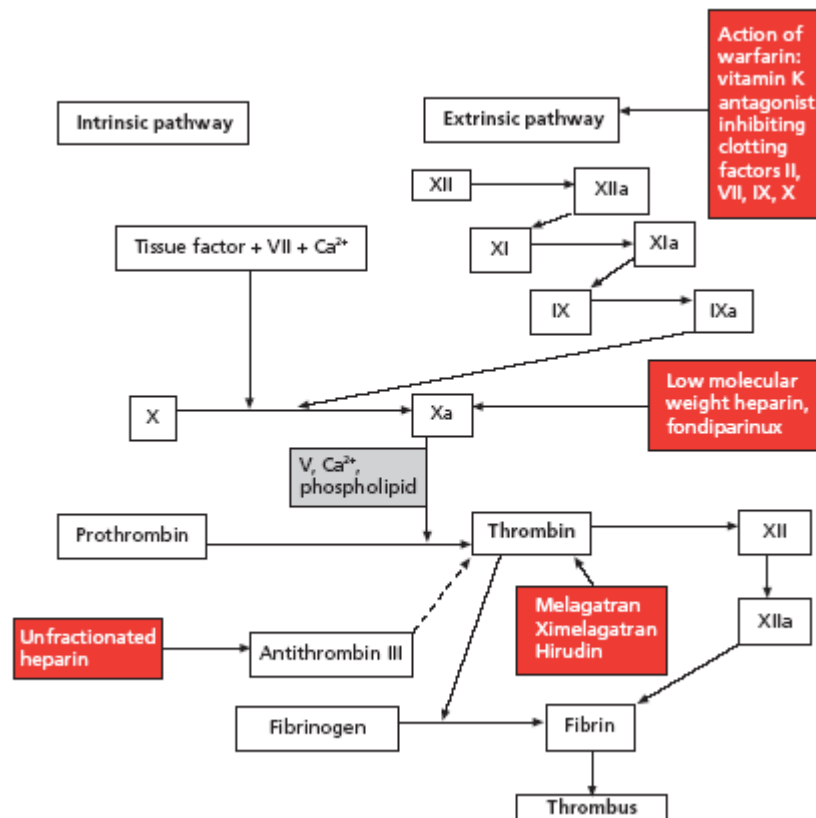 Action of
warfarin:
vitamin K
antagonist
inhibiting
clotting
factors II,
VII, IX, X
Intrinsic pathway
Extrinsic pathway
XII
XIIa
Tissue factor + VII + Ca²⁺
XI
XIa
IX
IXa
Low molecular
weight heparin,
fondiparinux
X
Xa
V, Ca²⁺,
phospholipid
Prothrombin
Thrombin
XII
Melagatran
Ximelagatran
Hirudin
XIIa
Unfractionated
heparin
Antithrombin III
Fibrinogen
Fibrin
Thrombus